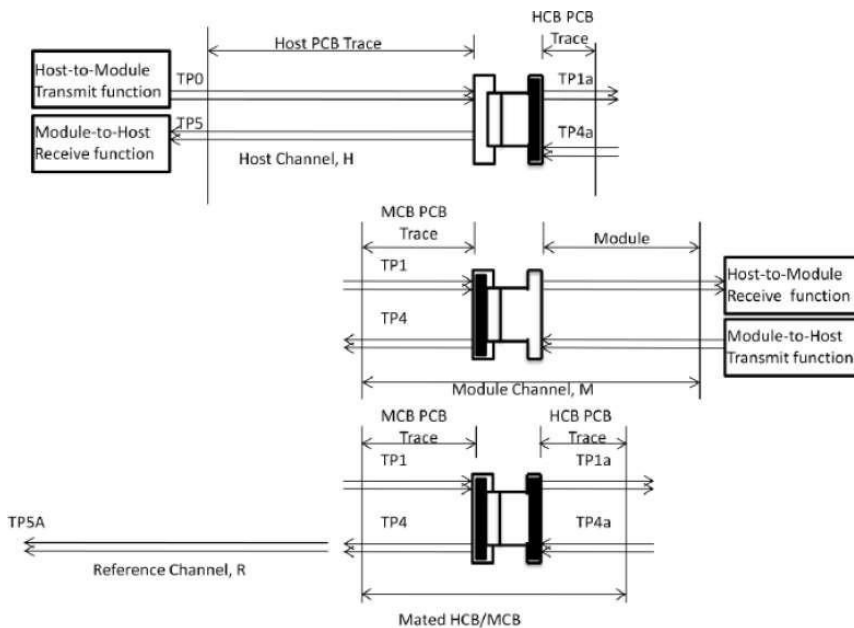 Host PCB Trace
HCB PCB
Trace
Host-to-Module
Transmit function
TP0
TP1a
Module-to-Host
Receive function
TP5
TP4a
Host Channel, H
MCB PCB
Trace
Module
TP1
Host-to-Module
Receive function
TP4
Module-to-Host
Transmit function
Module Channel, M
MCB PCB
Trace
HCB PCB
Trace
TP1
TP1a
TP5A
TP4
TP4a
Reference Channel, R
Mated HCB/MCB